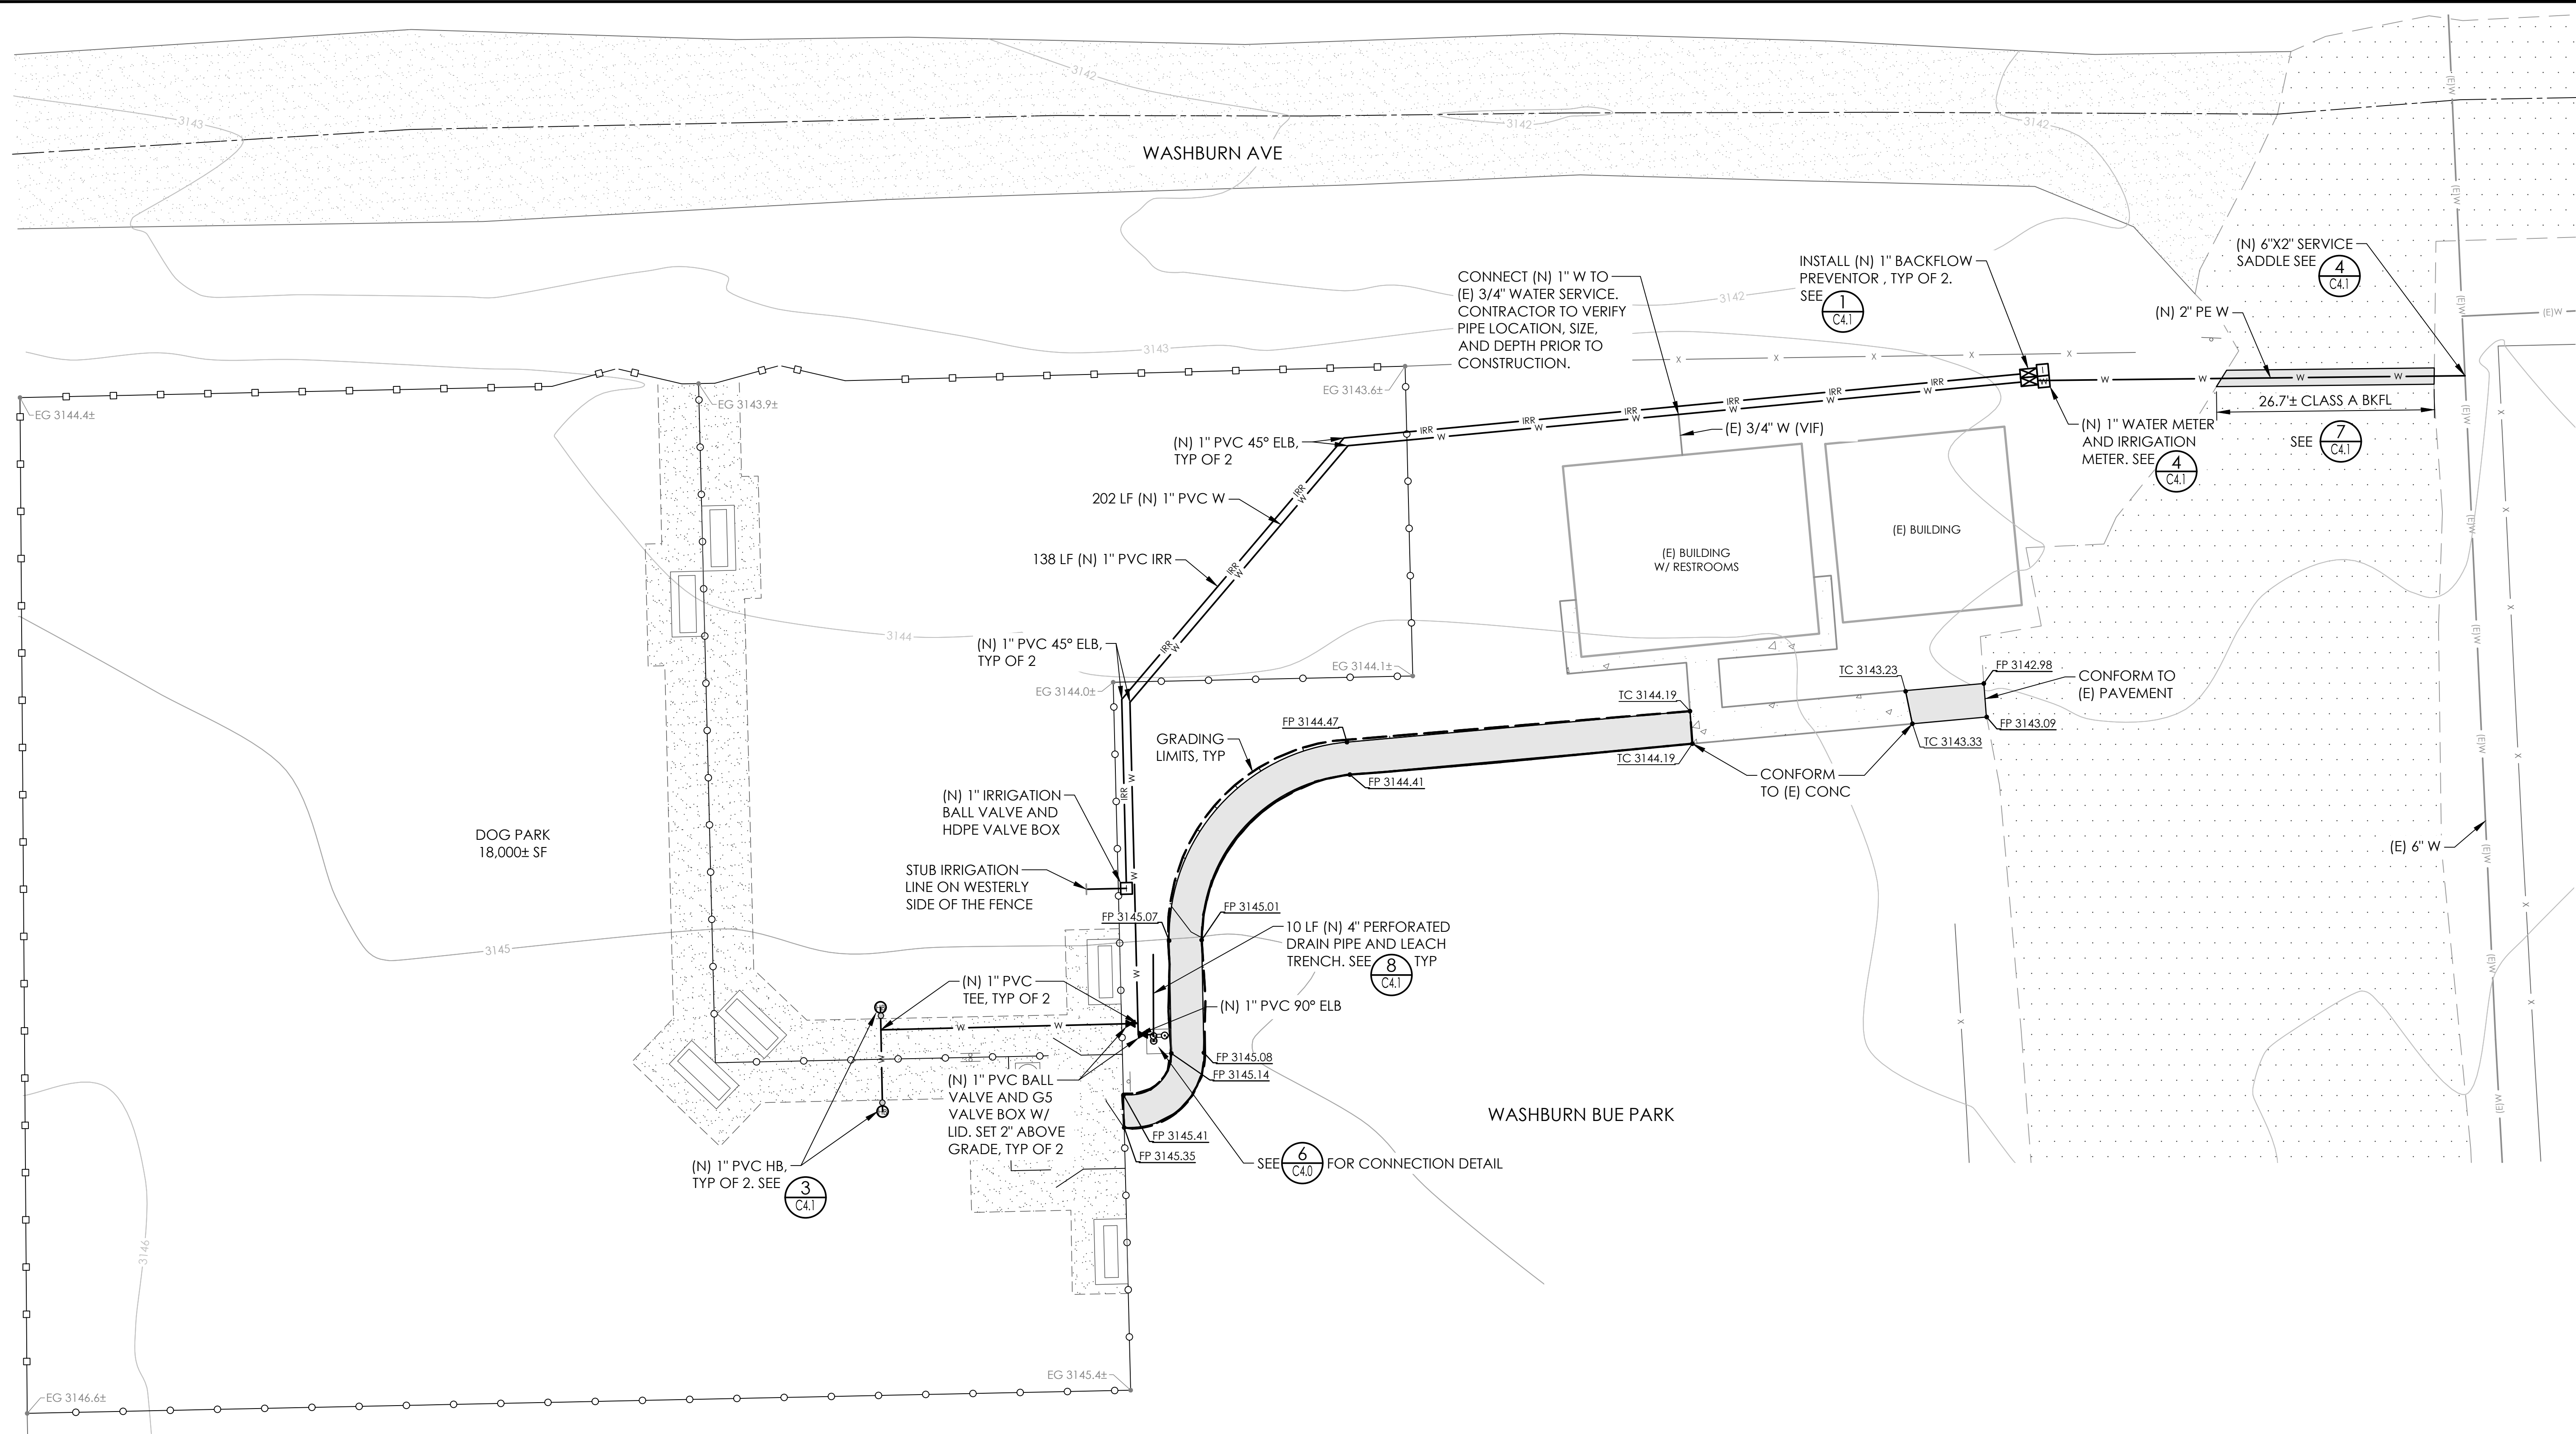 3142
3143
3142
3142
WASHBURN AVE
(E)W
(E)W
(N) 6"X2" SERVICE
SADDLE SEE
4
C4.1
INSTALL (N) 1" BACKFLOW
PREVENTOR , TYP OF 2.
SEE
1
C4.1
CONNECT (N) 1" W TO
(E) 3/4" WATER SERVICE.
CONTRACTOR TO VERIFY
PIPE LOCATION, SIZE,
AND DEPTH PRIOR TO
CONSTRUCTION.
3142
(N) 2" PE W
(E)W
(E)W
3143
X
X
X
X
X
EG 3143.6±
EG 3143.9±
EG 3144.4±
IRR
IRR
IRR
IRR
IRR
IRR
W
W
W
W
W
W
W
W
W
W
W
W
26.7'± CLASS A BKFL
SEE
7
C4.1
(N) 1" WATER METER
AND IRRIGATION
METER. SEE
4
C4.1
(E)W
X
X
(E) 3/4" W (VIF)
(N) 1" PVC 45° ELB,
TYP OF 2
202 LF (N) 1" PVC W
IRR
W
138 LF (N) 1" PVC IRR
IRR
W
(E) BUILDING
W/ RESTROOMS
(E) BUILDING
(E)W
X
(E)W
3144
(N) 1" PVC 45° ELB,
TYP OF 2
IRR
W
EG 3144.1±
EG 3144.0±
TC 3143.23
FP 3142.98
CONFORM TO
(E) PAVEMENT
FP 3143.09
TC 3143.33
TC 3144.19
FP 3144.47
GRADING
LIMITS, TYP
TC 3144.19
FP 3144.41
CONFORM
TO (E) CONC
(E)W
X
W
IRR
(N) 1" IRRIGATION
BALL VALVE AND
HDPE VALVE BOX
DOG PARK
18,000± SF
(E) 6" W
(E)W
STUB IRRIGATION
LINE ON WESTERLY
SIDE OF THE FENCE
W
FP 3145.07
FP 3145.01
X
10 LF (N) 4" PERFORATED
DRAIN PIPE AND LEACH
TRENCH. SEE
8
C4.1
TYP
3145
(E)W
(N) 1" PVC
TEE, TYP OF 2
W
(N) 1" PVC 90° ELB
X
X
W
W
W
FP 3145.08
FP 3145.14
(N) 1" PVC BALL
VALVE AND G5
VALVE BOX W/
LID. SET 2" ABOVE
GRADE, TYP OF 2
(E)W
WASHBURN BUE PARK
FP 3145.41
FP 3145.35
SEE
6
C4.0
FOR CONNECTION DETAIL
(N) 1" PVC HB,
TYP OF 2. SEE
3
C4.1
3146
EG 3145.4±
EG 3146.6±